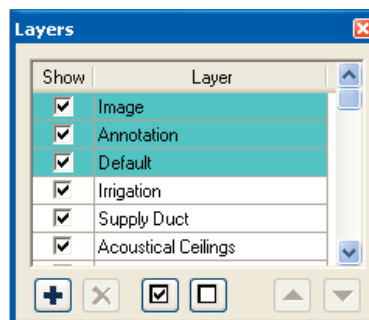 Layers
Show Layer
Image
Annotation
Default
Irrigation
Supply Duct
Acoustical Ceilings